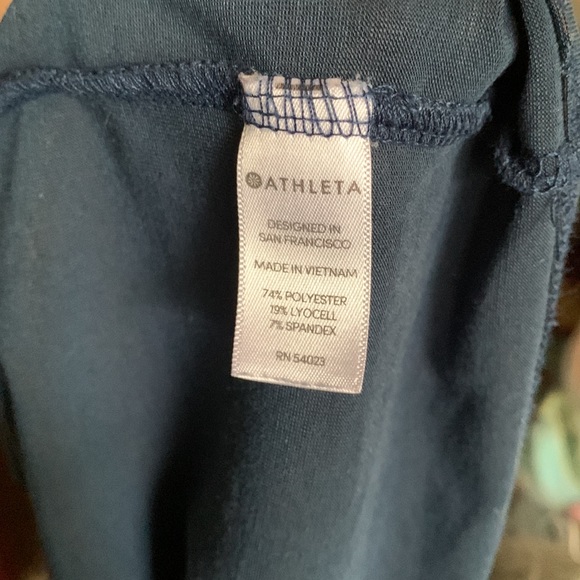 ATHLETA
DESIGNED IN
SAN FRANCISCO
MADE IN VIETNAM
74% POLYESTER
19% LYOCELL
7% SPANDEX
RN 54023